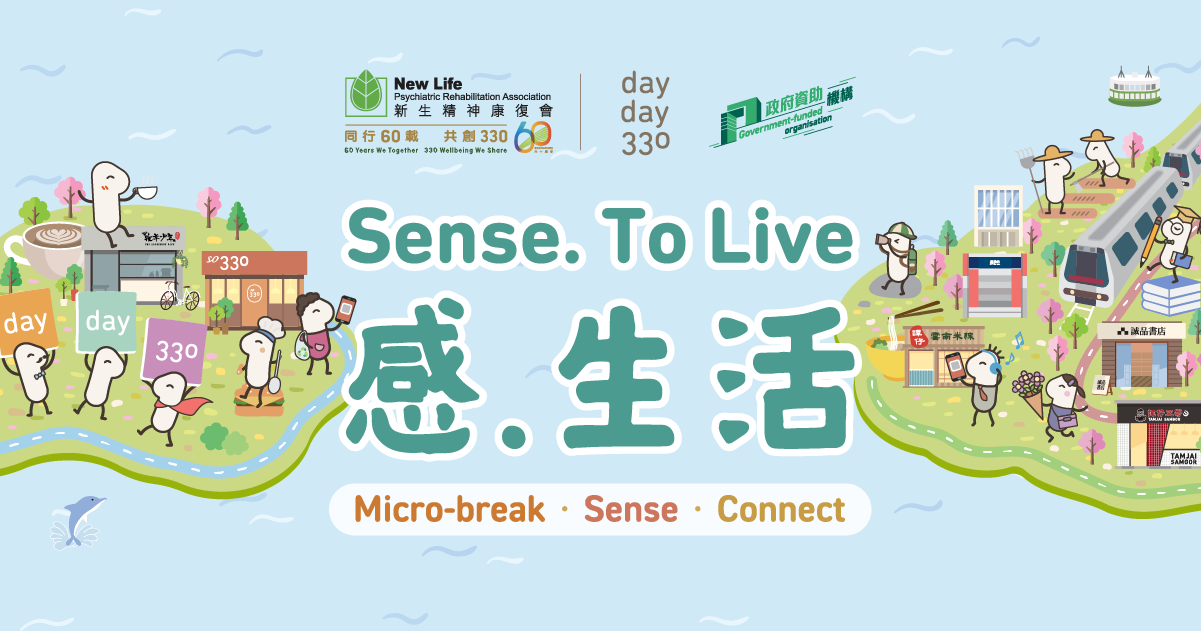 New Life
Psychiatric Rehabilitation Association
新生精神康復會
同行60載 共創330
60 Years We Together 330 Wellbeing We Share
60
day
day
330
政府資助機構
Government-funded
organisation
Sense. To Live
感.生活
Micro-break · Sense · Connect
so330
330
day
day
330
譚仔
雲南米線
誠品書店
譚仔三哥
TAMJAI SAMGOR
TAMJAI
SAMGOR